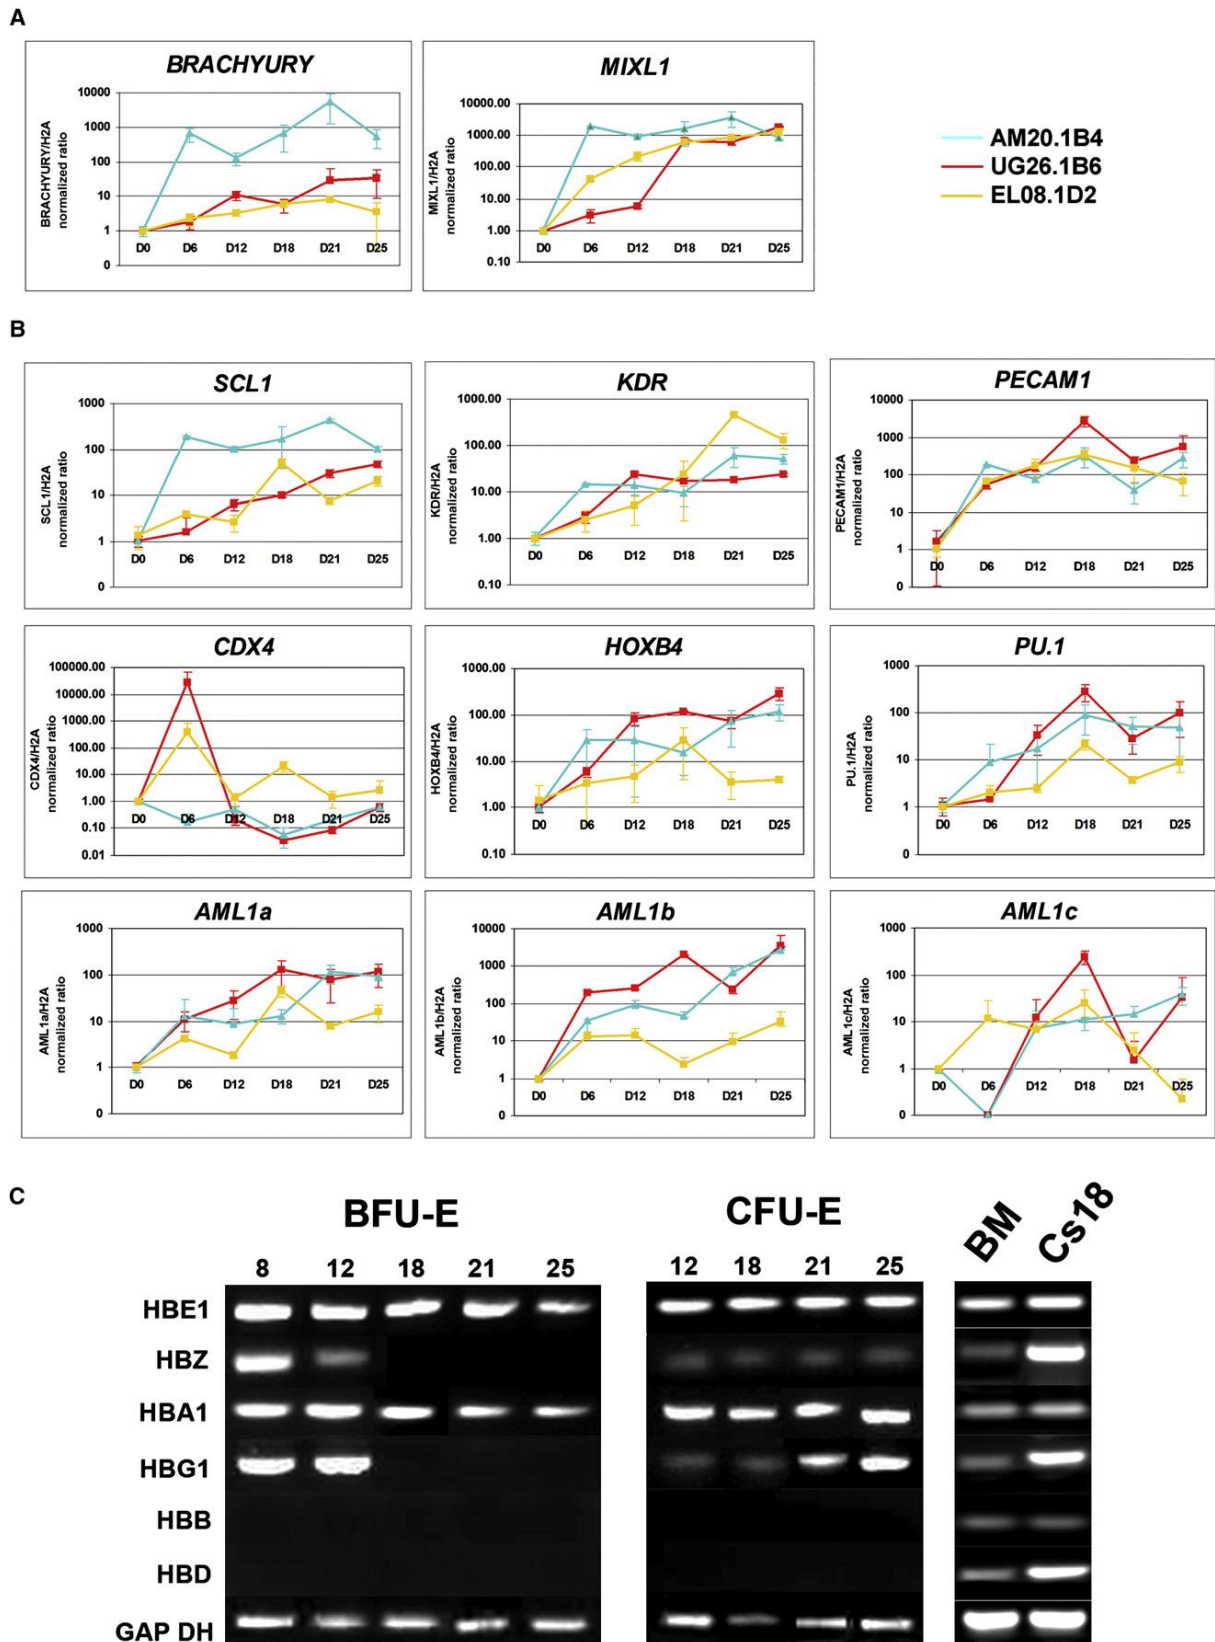 A
BRACHYURY
BRACHYURY/H2A
normalized ratio
10000
1000
100
10
1
0
D0 D6 D12 D18 D21 D25
MIXL1
MIXL1/H2A
normalized ratio
10000.00
1000.00
100.00
10.00
1.00
0.10
D0 D6 D12 D18 D21 D25
AM20.1B4
UG26.1B6
EL08.1D2
B
SCL1
SCL1/H2A
normalized ratio
1000
100
10
1
0
D0 D6 D12 D18 D21 D25
KDR
KDR/H2A
normalized ratio
1000.00
100.00
10.00
1.00
0.10
D0 D6 D12 D18 D21 D25
PECAM1
PECAM1/H2A
normalized ratio
10000
1000
100
10
1
0
D0 D6 D12 D18 D21 D25
CDX4
CDX4/H2A
normalized ratio
100000.00
10000.00
1000.00
100.00
10.00
1.00
0.10
0.01
D0 D6 D12 D18 D21 D25
HOXB4
HOXB4/H2A
normalized ratio
1000.00
100.00
10.00
1.00
0.10
D0 D6 D12 D18 D21 D25
PU.1
PU.1/H2A
normalized ratio
1000
100
10
1
0
D0 D6 D12 D18 D21 D25
AML1a
AML1a/H2A
normalized ratio
1000
100
10
1
0
D0 D6 D12 D18 D21 D25
AML1b
AML1b/H2A
normalized ratio
10000
1000
100
10
1
0
D0 D6 D12 D18 D21 D25
AML1c
AML1c/H2A
normalized ratio
1000
100
10
1
0
D0 D6 D12 D18 D21 D25
C
BFU-E CFU-E BM Cs18
8 12 18 21 25 12 18 21 25
HBE1
HBZ
HBA1
HBG1
HBB
HBD
GAP DH